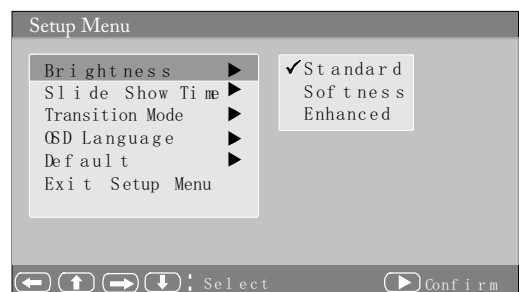 Setup Menu
Brightness
Slide Show Time
Transition Mode
OSD Language
Default
Exit Setup Menu
Standard
Softness
Enhanced
: Select
Confirm